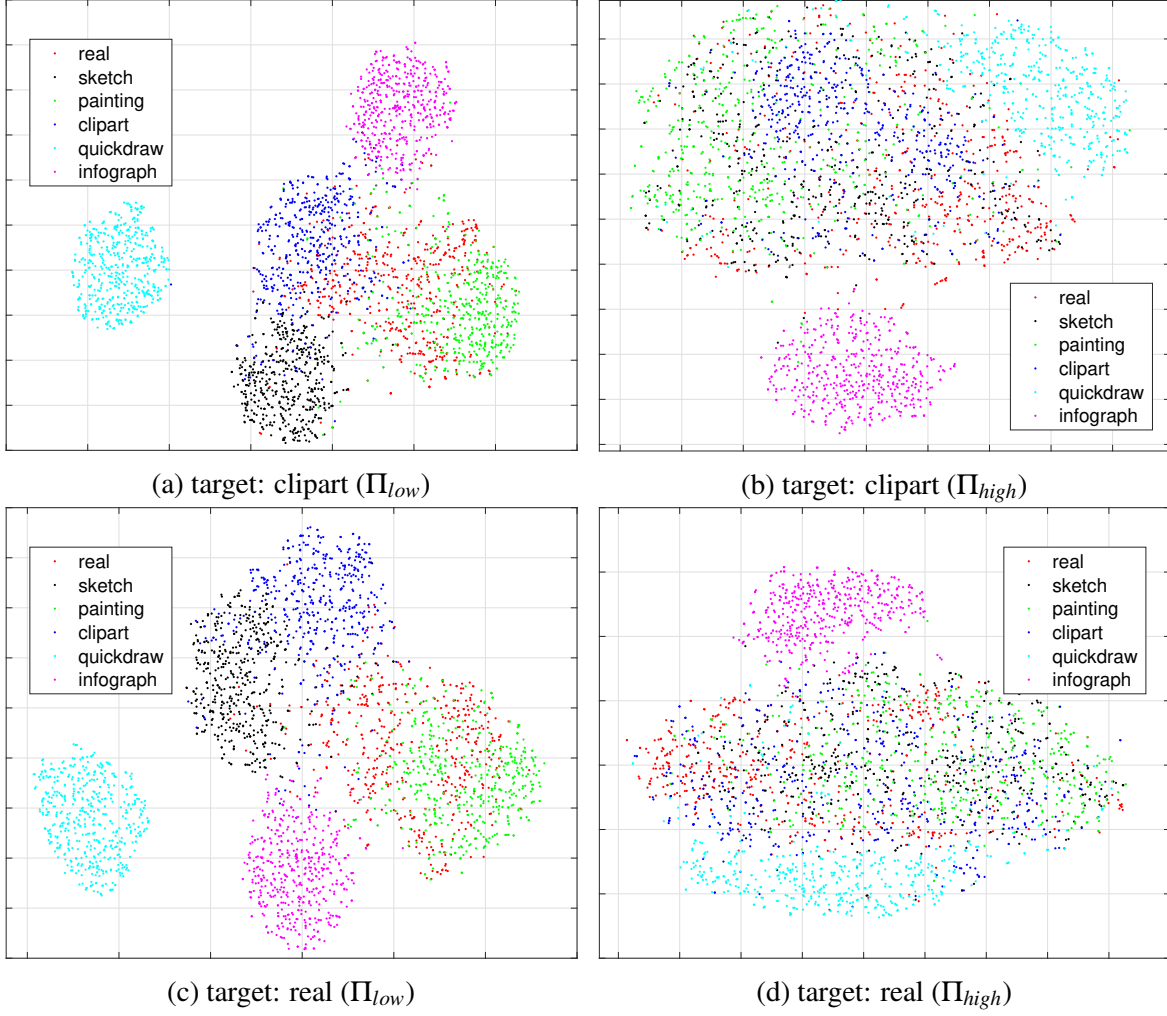 real
sketch
painting
clipart
quickdraw
infograph
(a) target: clipart (Π_low)
real
sketch
painting
clipart
quickdraw
infograph
(b) target: clipart (Π_high)
real
sketch
painting
clipart
quickdraw
infograph
(c) target: real (Π_low)
real
sketch
painting
clipart
quickdraw
infograph
(d) target: real (Π_high)